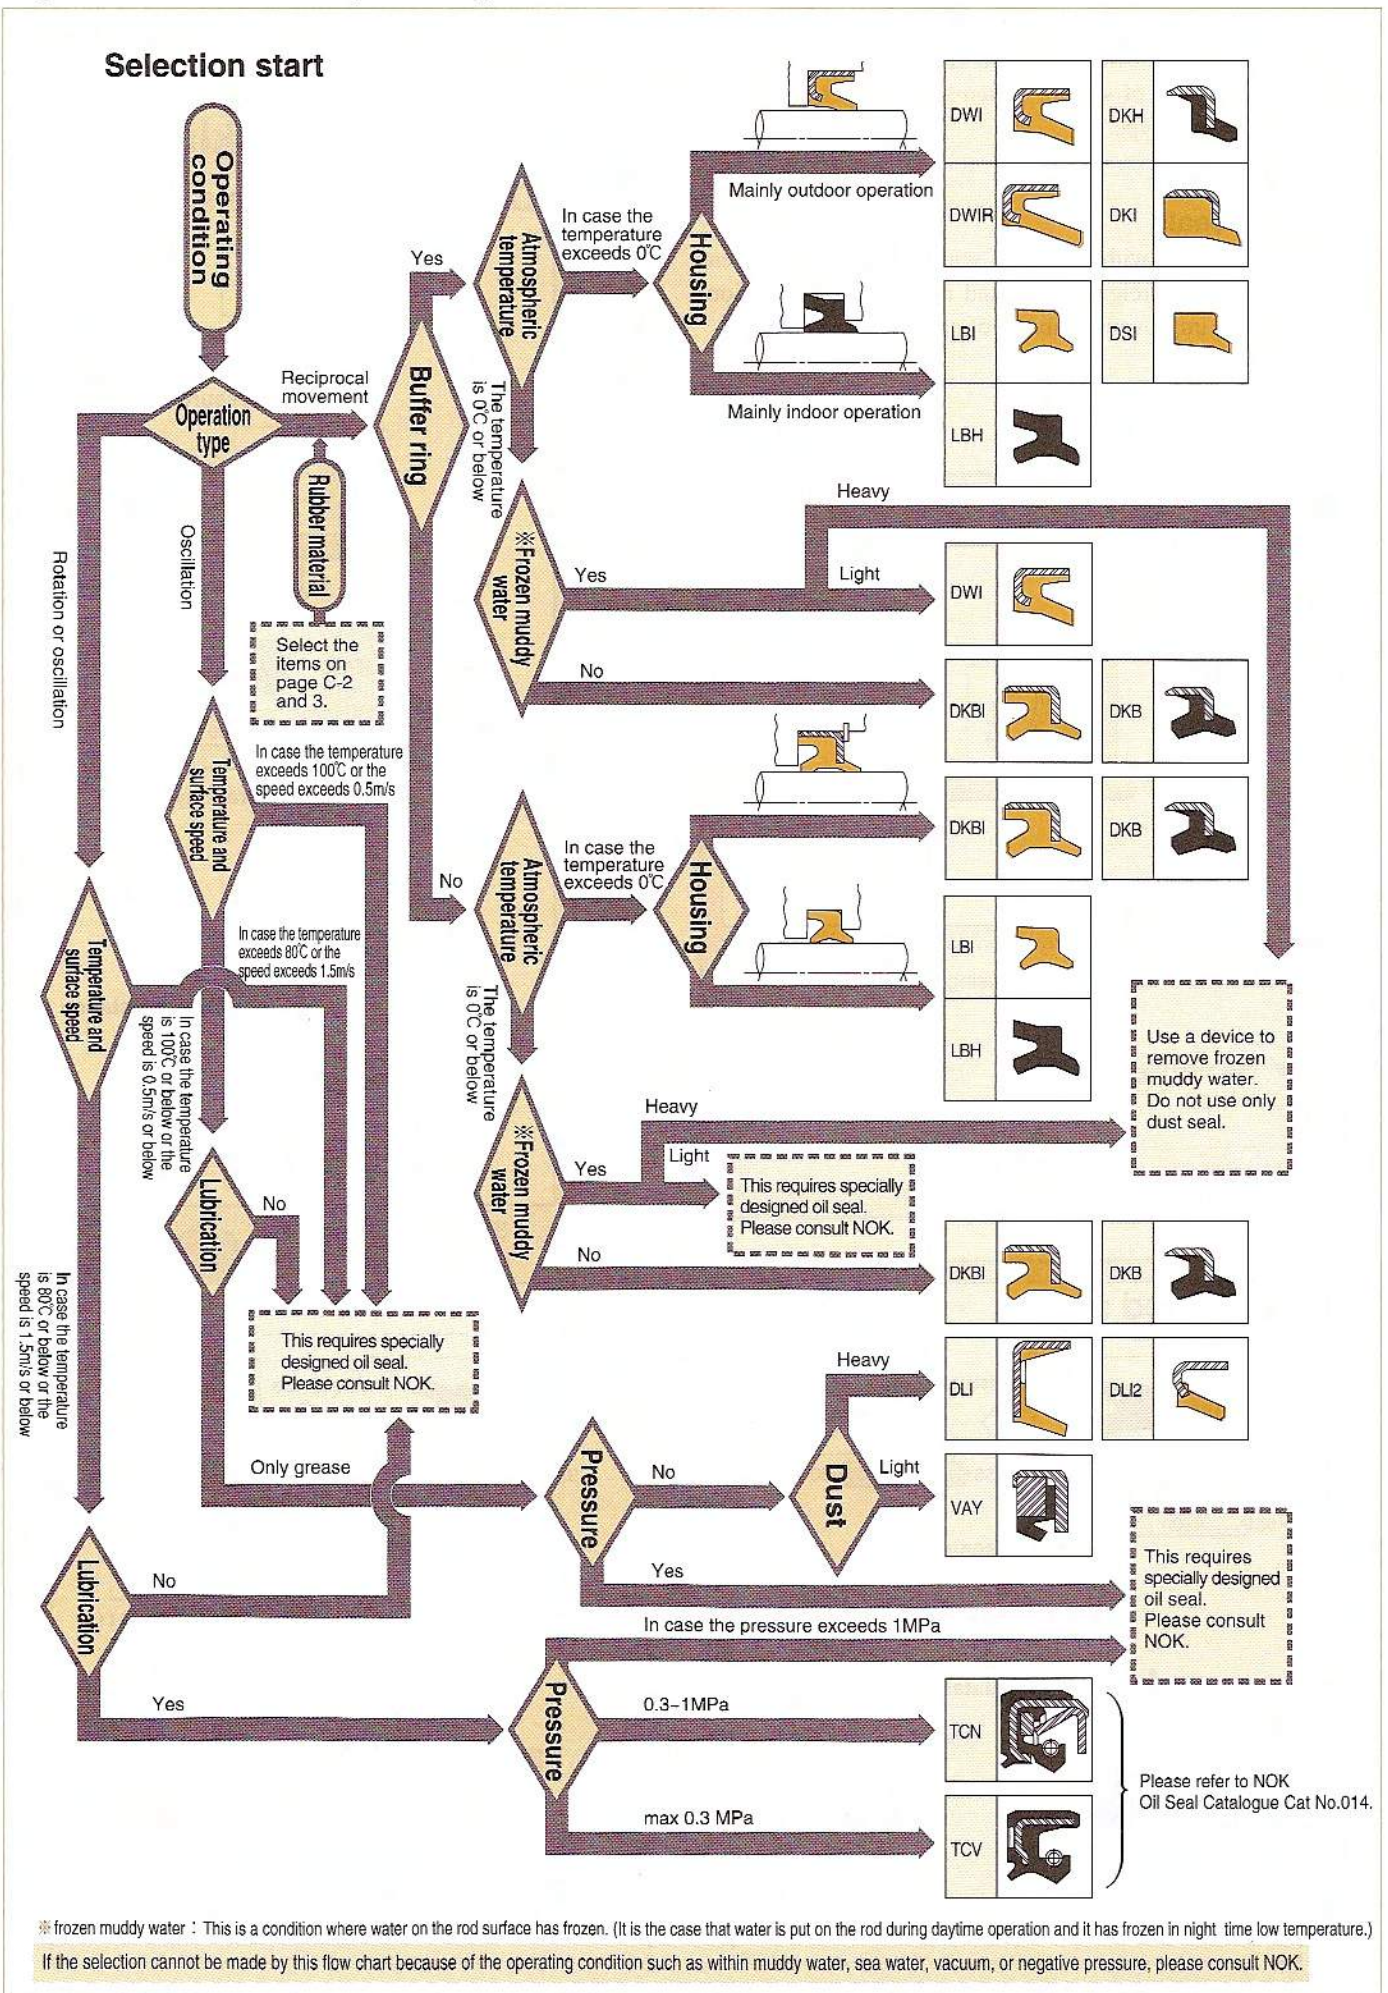 Selection start
Operating
condition
Operation
type
Reciprocal
movement
Rubber material
Select the
items on
page C-2
and 3.
Oscillation
Rotation or oscillation
Buffer ring
Yes
Atmospheric
temperature
In case the
temperature
exceeds 0℃
Housing
Mainly outdoor operation
DWI
DKH
DWIR
DKI
Mainly indoor operation
LBI
DSI
LBH
The temperature
is 0℃ or below
※Frozen muddy
water
Yes
Heavy
Light
DWI
No
DKBI
DKB
No
Atmospheric
temperature
In case the
temperature
exceeds 0℃
Housing
DKBI
DKB
LBI
LBH
The temperature
is 0℃ or below
※Frozen muddy
water
Yes
Heavy
Use a device to
remove frozen
muddy water.
Do not use only
dust seal.
Light
This requires specially
designed oil seal.
Please consult NOK.
No
DKBI
DKB
Temperature and
surface speed
In case the temperature
exceeds 100℃ or the
speed exceeds 0.5m/s
In case the temperature
is 100℃ or below or the
speed is 0.5m/s or below
Temperature and
surface speed
In case the temperature
exceeds 80℃ or the
speed exceeds 1.5m/s
In case the temperature
is 80℃ or below or the
speed is 1.5m/s or below
Lubrication
No
This requires specially
designed oil seal.
Please consult NOK.
Only grease
Pressure
No
Dust
Heavy
DLI
DLI2
Light
VAY
Yes
This requires
specially designed
oil seal.
Please consult
NOK.
Lubrication
No
Yes
Pressure
In case the pressure exceeds 1MPa
0.3–1MPa
TCN
max 0.3 MPa
TCV
Please refer to NOK
Oil Seal Catalogue Cat No.014.
※frozen muddy water : This is a condition where water on the rod surface has frozen. (It is the case that water is put on the rod during daytime operation and it has frozen in night time low temperature.)
If the selection cannot be made by this flow chart because of the operating condition such as within muddy water, sea water, vacuum, or negative pressure, please consult NOK.